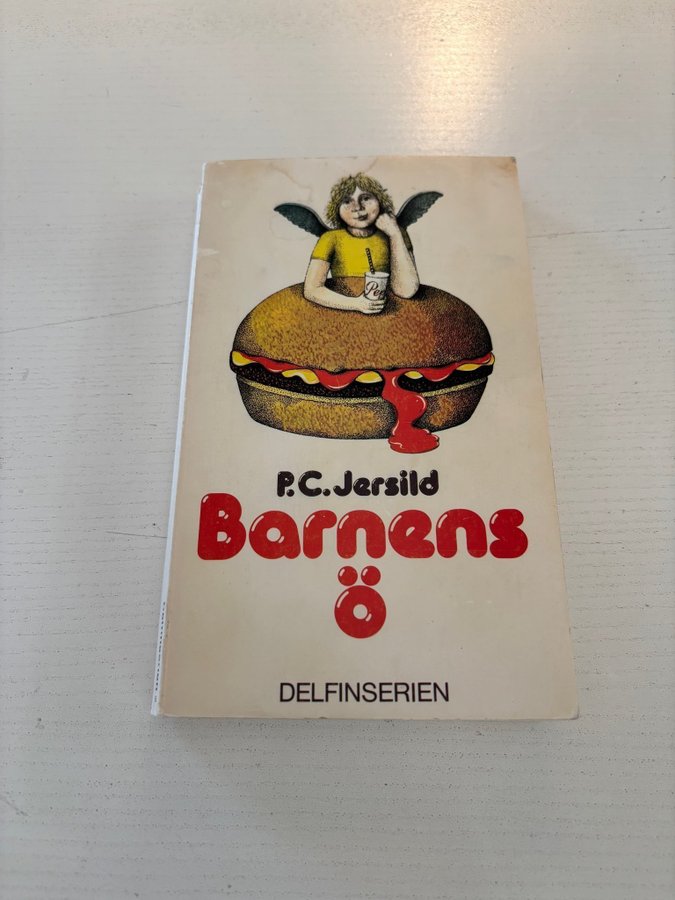 P.C. Jersild
Barnens
ö
DELFINSERIEN